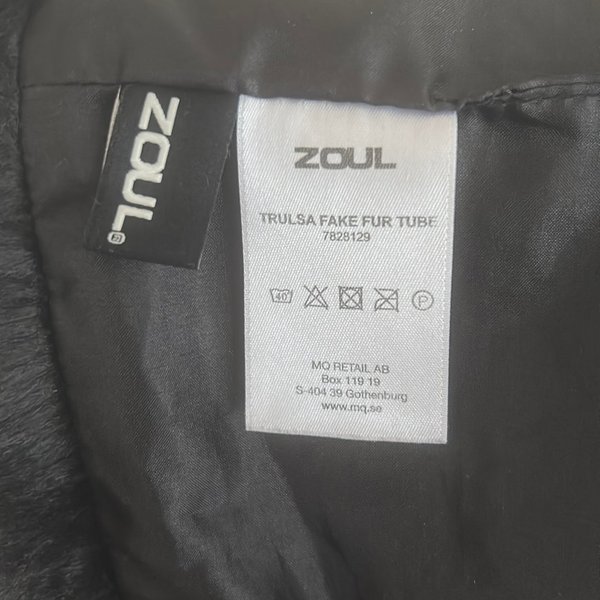 ZOUL
ZOUL
TRULSA FAKE FUR TUBE
7828129
40
P
MQ RETAIL AB
Box 119 19
S-404 39 Gothenburg
www.mq.se